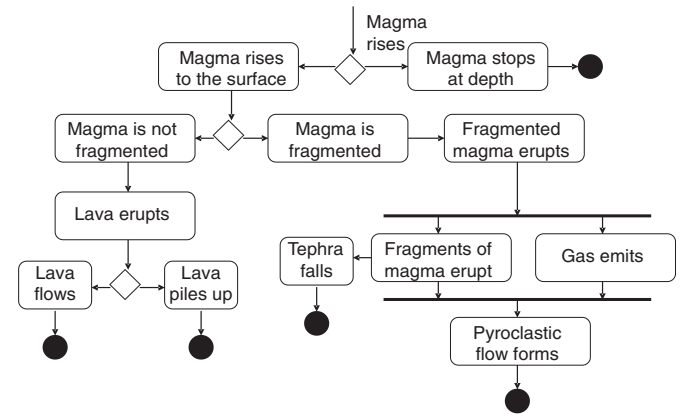 Magma
rises
Magma rises
to the surface
Magma stops
at depth
Magma is not
fragmented
Magma is
fragmented
Fragmented
magma erupts
Lava erupts
Tephra
falls
Fragments of
magma erupt
Gas emits
Lava
flows
Lava
piles up
Pyroclastic
flow forms